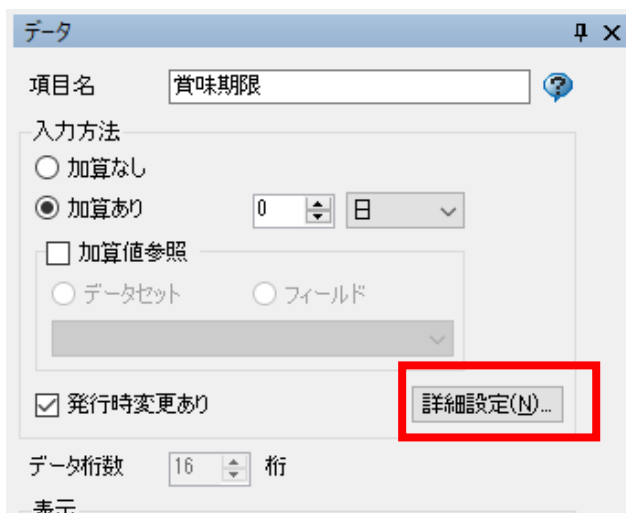 データ
項目名 賞味期限
入力方法
加算なし
加算あり 0 日
加算値参照
データセット フィールド
発行時変更あり 詳細設定(N)...
データ桁数 16 桁
表示